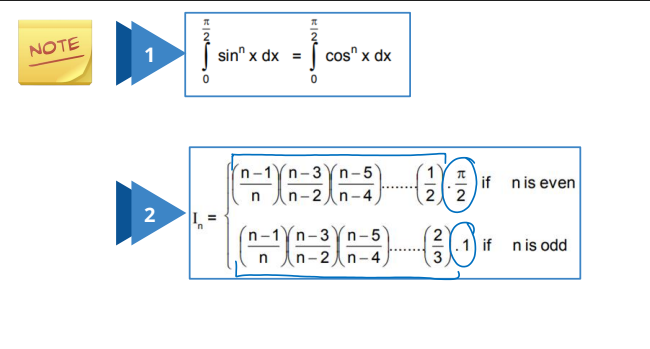 NOTE
1
∫₀^(π/2) sinⁿ x dx = ∫₀^(π/2) cosⁿ x dx
2
Iₙ = { ((n−1)/n)((n−3)/(n−2))((n−5)/(n−4))........(1/2).π/2 if n is even
((n−1)/n)((n−3)/(n−2))((n−5)/(n−4))........(2/3).1 if n is odd